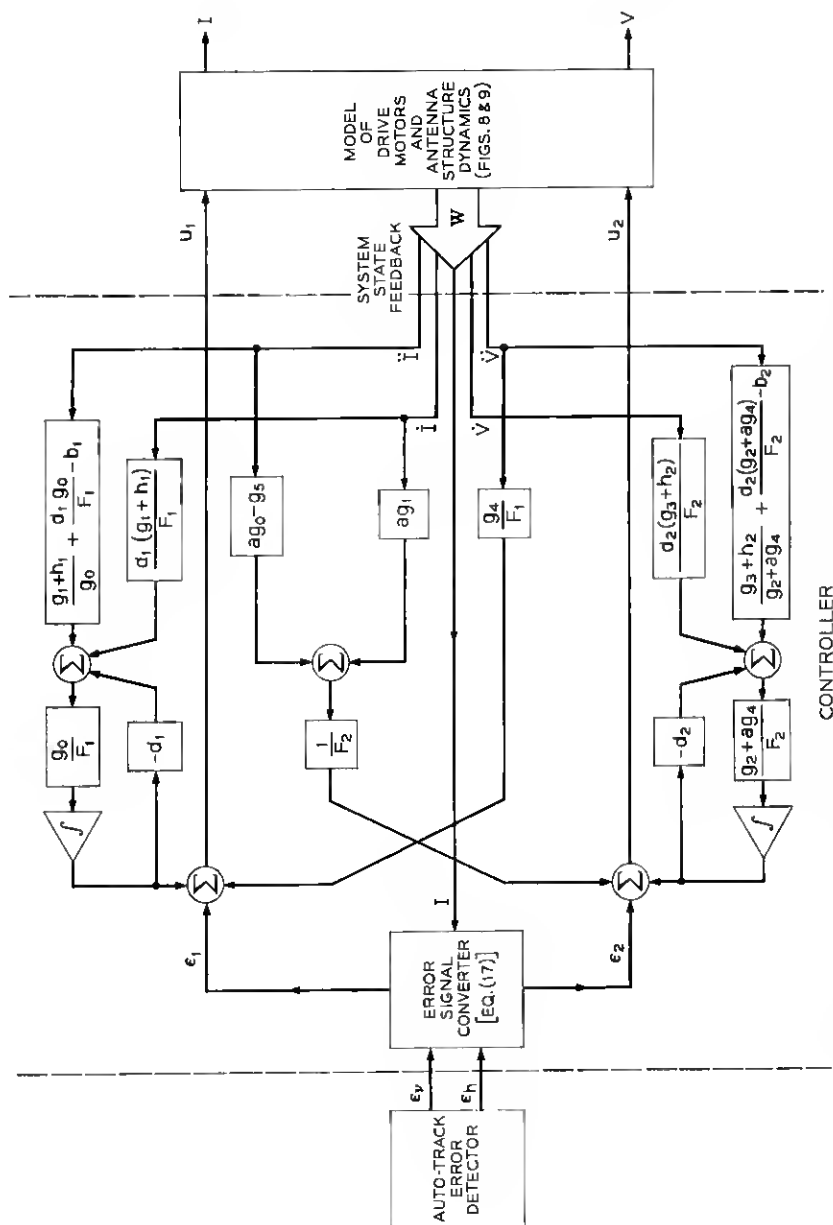 AUTO-TRACK
ERROR
DETECTOR
ϵᵥ
ϵₕ
ERROR
SIGNAL
CONVERTER
[EQ.(17)]
ϵ₁
ϵ₂
I
∫
g₀
F₁
-d₁
Σ
Σ
g₁+h₁ / g₀ + d₁ g₀ / F₁ -b₁
d₁ (g₁+h₁)
F₁
ag₀-g₅
ag₁
Σ
1
F₂
g₄
F₁
d₂(g₃+h₂)
F₂
g₃+h₂ / g₂+ag₄ + d₂(g₂+ag₄) / F₂ -b₂
Σ
Σ
-d₂
g₂+ag₄
F₂
∫
Ï
İ
V̇
V̈
CONTROLLER
SYSTEM
STATE
FEEDBACK
W
u₁
u₂
MODEL
OF
DRIVE
MOTORS
AND
ANTENNA
STRUCTURE
DYNAMICS
(FIGS. 8 & 9)
I
V